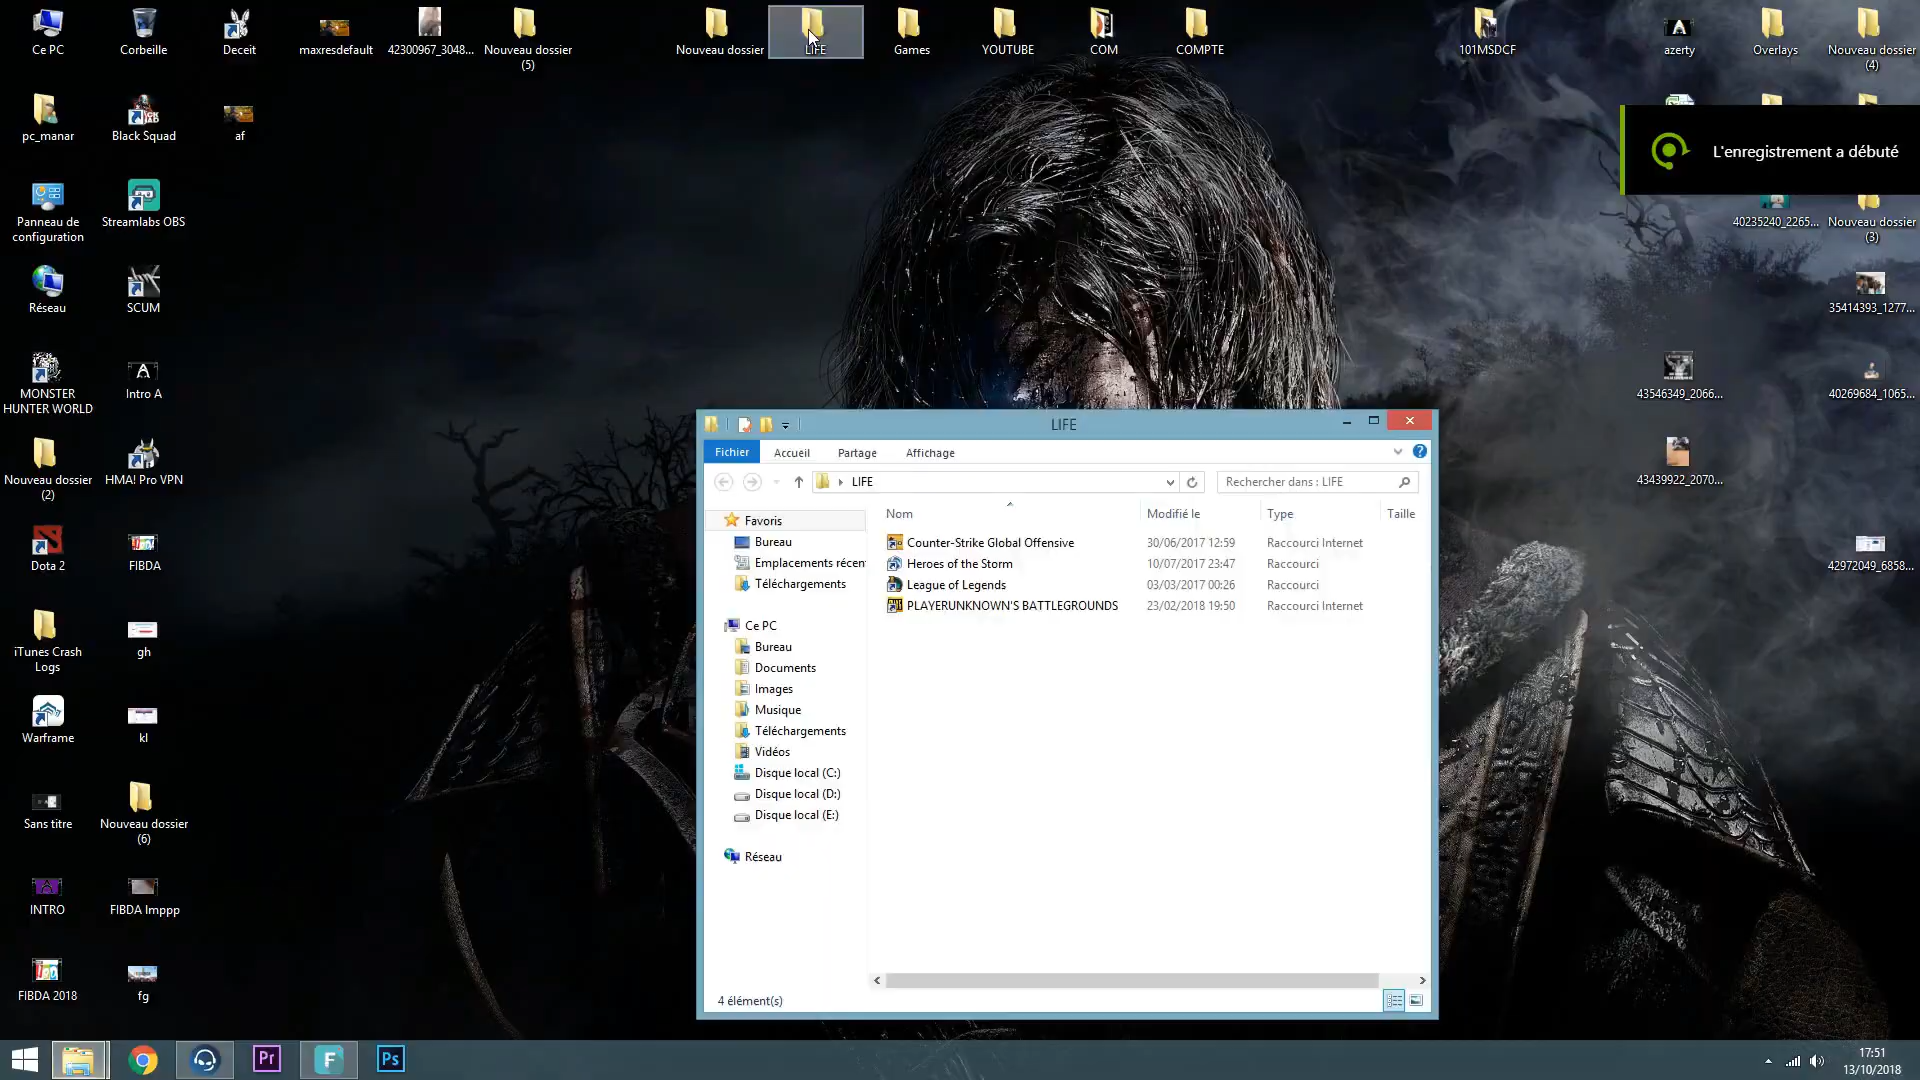 Ce PC
Corbeille
Deceit
maxresdefault
42300967_3048...
Nouveau dossier
(5)
Nouveau dossier
LIFE
Games
YOUTUBE
COM
COMPTE
101MSDCF
azerty
Overlays
Nouveau dossier
(4)
pc_manar
Black Squad
af
L'enregistrement a débuté
Panneau de
configuration
Streamlabs OBS
40235240_2265...
Nouveau dossier
(3)
Réseau
SCUM
35414393_1277...
MONSTER
HUNTER WORLD
Intro A
43546349_2066...
40269684_1065...
Nouveau dossier
(2)
HMA! Pro VPN
43439922_2070...
Dota 2
FIBDA
42972049_6858...
iTunes Crash
Logs
gh
Warframe
kl
Sans titre
Nouveau dossier
(6)
INTRO
FIBDA Imppp
FIBDA 2018
fg
LIFE
Fichier
Accueil
Partage
Affichage
LIFE
Rechercher dans : LIFE
Favoris
Bureau
Emplacements récen
Téléchargements
Ce PC
Bureau
Documents
Images
Musique
Téléchargements
Vidéos
Disque local (C:)
Disque local (D:)
Disque local (E:)
Réseau
Nom Modifié le Type Taille
Counter-Strike Global Offensive 30/06/2017 12:59 Raccourci Internet
Heroes of the Storm 10/07/2017 23:47 Raccourci
League of Legends 03/03/2017 00:26 Raccourci
PLAYERUNKNOWN'S BATTLEGROUNDS 23/02/2018 19:50 Raccourci Internet
4 élément(s)
Pr
F
Ps
17:51
13/10/2018